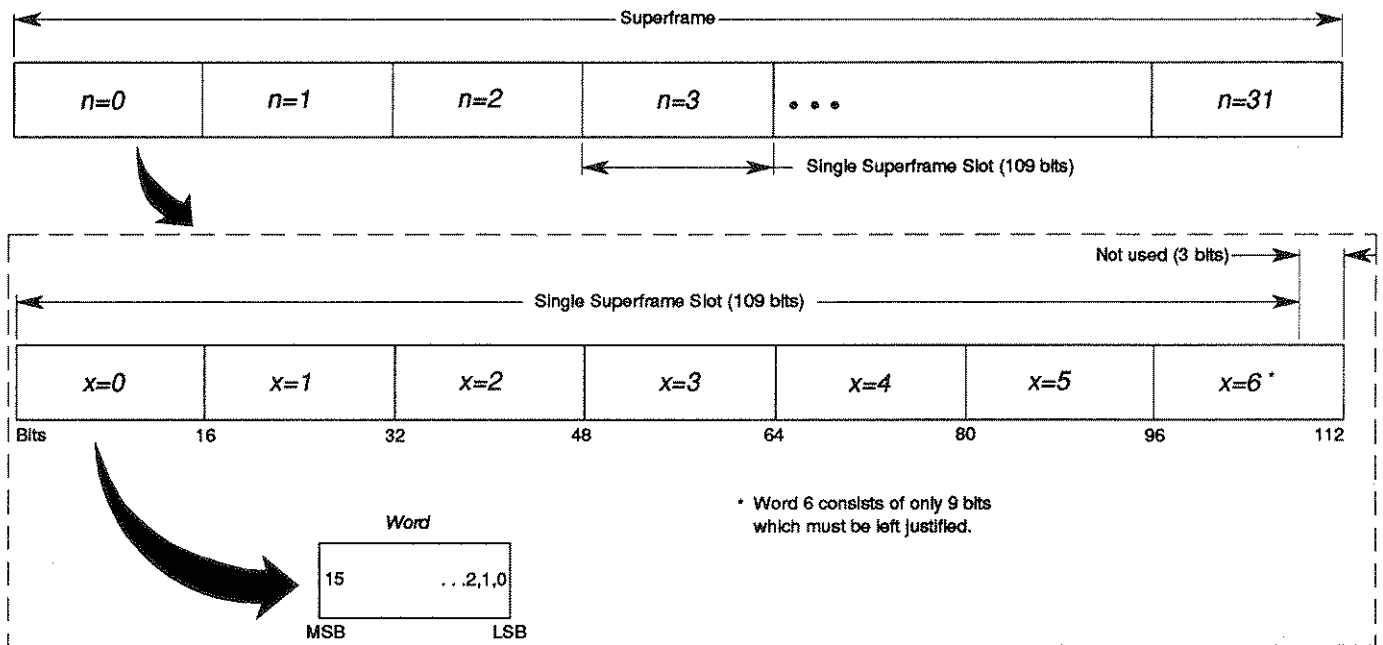 Superframe
n=0 n=1 n=2 n=3 • • • n=31
Single Superframe Slot (109 bits)
Not used (3 bits)
Single Superframe Slot (109 bits)
x=0 x=1 x=2 x=3 x=4 x=5 x=6*
Bits 16 32 48 64 80 96 112
* Word 6 consists of only 9 bits
which must be left justified.
Word
15 . . .2,1,0
MSB LSB